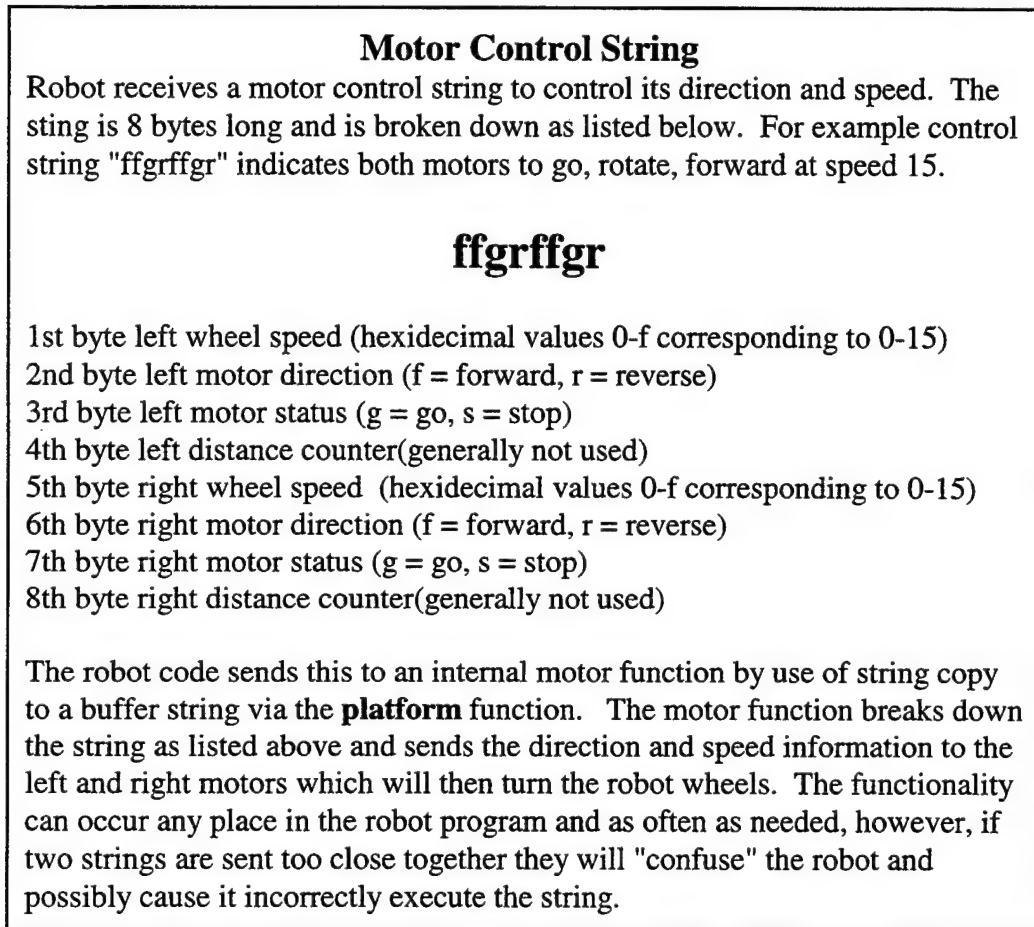 Motor Control String
Robot receives a motor control string to control its direction and speed.  The
sting is 8 bytes long and is broken down as listed below.  For example control
string "ffgrffgr" indicates both motors to go, rotate, forward at speed 15.
ffgrffgr
1st byte left wheel speed (hexidecimal values 0-f corresponding to 0-15)
2nd byte left motor direction (f = forward, r = reverse)
3rd byte left motor status (g = go, s = stop)
4th byte left distance counter(generally not used)
5th byte right wheel speed  (hexidecimal values 0-f corresponding to 0-15)
6th byte right motor direction (f = forward, r = reverse)
7th byte right motor status (g = go, s = stop)
8th byte right distance counter(generally not used)
The robot code sends this to an internal motor function by use of string copy
to a buffer string via the platform function.   The motor function breaks down
the string as listed above and sends the direction and speed information to the
left and right motors which will then turn the robot wheels.  The functionality
can occur any place in the robot program and as often as needed, however, if
two strings are sent too close together they will "confuse" the robot and
possibly cause it incorrectly execute the string.